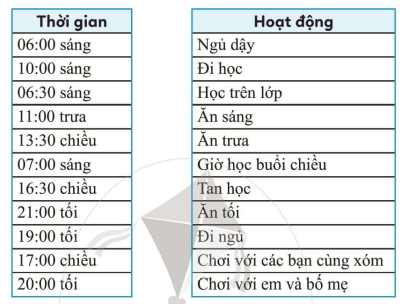 Thời gian
06:00 sáng
10:00 sáng
06:30 sáng
11:00 trưa
13:30 chiều
07:00 sáng
16:30 chiều
21:00 tối
19:00 tối
17:00 chiều
20:00 tối
Hoạt động
Ngủ dậy
Đi học
Học trên lớp
Ăn sáng
Ăn trưa
Giờ học buổi chiều
Tan học
Ăn tối
Đi ngủ
Chơi với các bạn cùng xóm
Chơi với em và bố mẹ